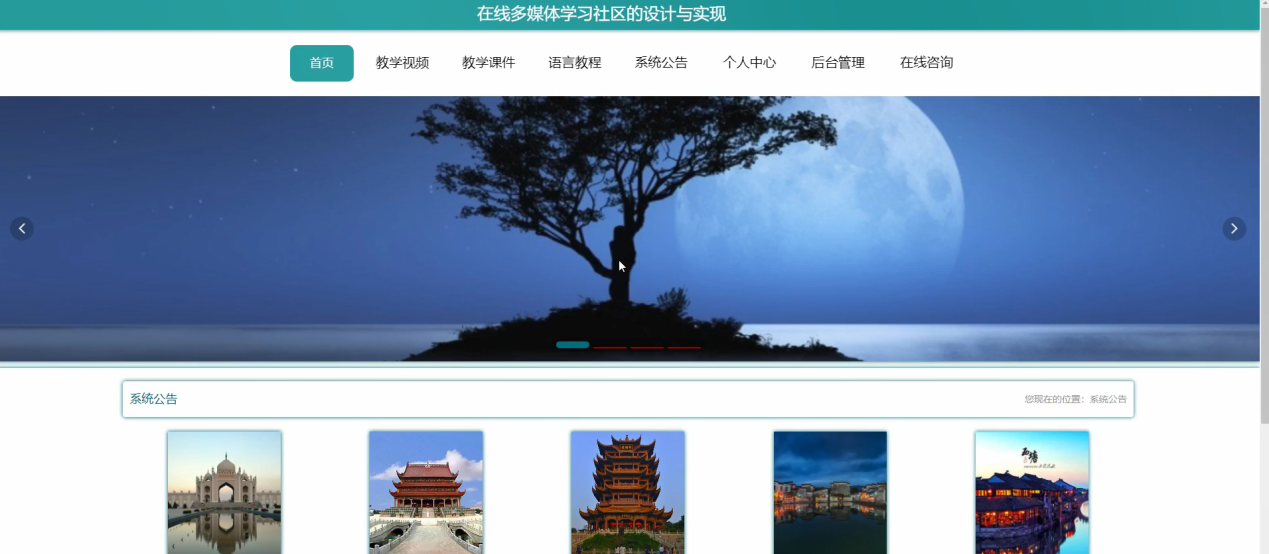 在线多媒体学习社区的设计与实现
首页 教学视频 教学课件 语言教程 系统公告 个人中心 后台管理 在线咨询
系统公告 您现在的位置：系统公告
西塘